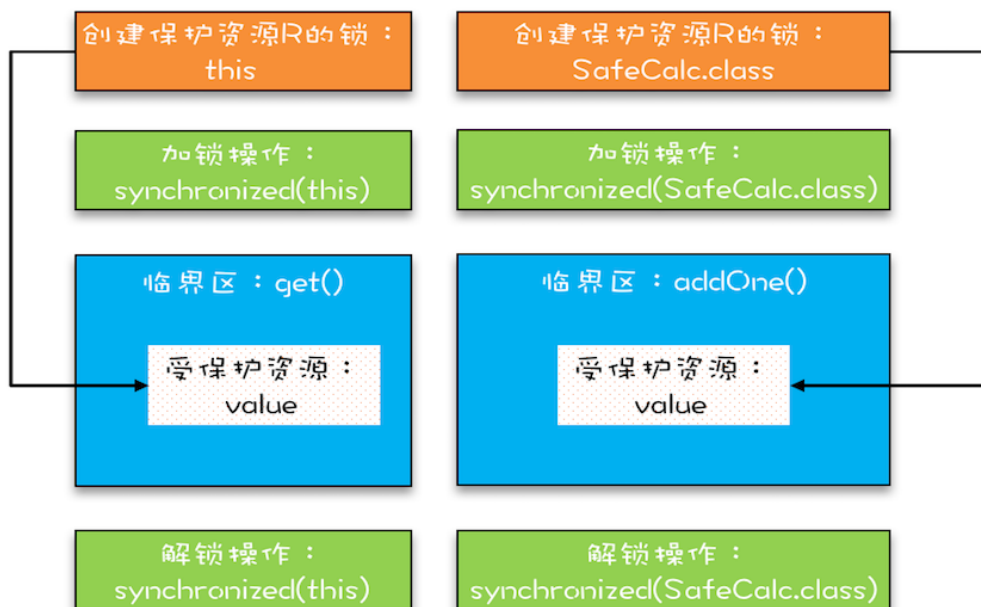 创建保护资源R的锁：
this
加锁操作：
synchronized(this)
临界区：get()
受保护资源：
value
解锁操作：
synchronized(this)
创建保护资源R的锁：
SafeCalc.class
加锁操作：
synchronized(SafeCalc.class)
临界区：addOne()
受保护资源：
value
解锁操作：
synchronized(SafeCalc.class)